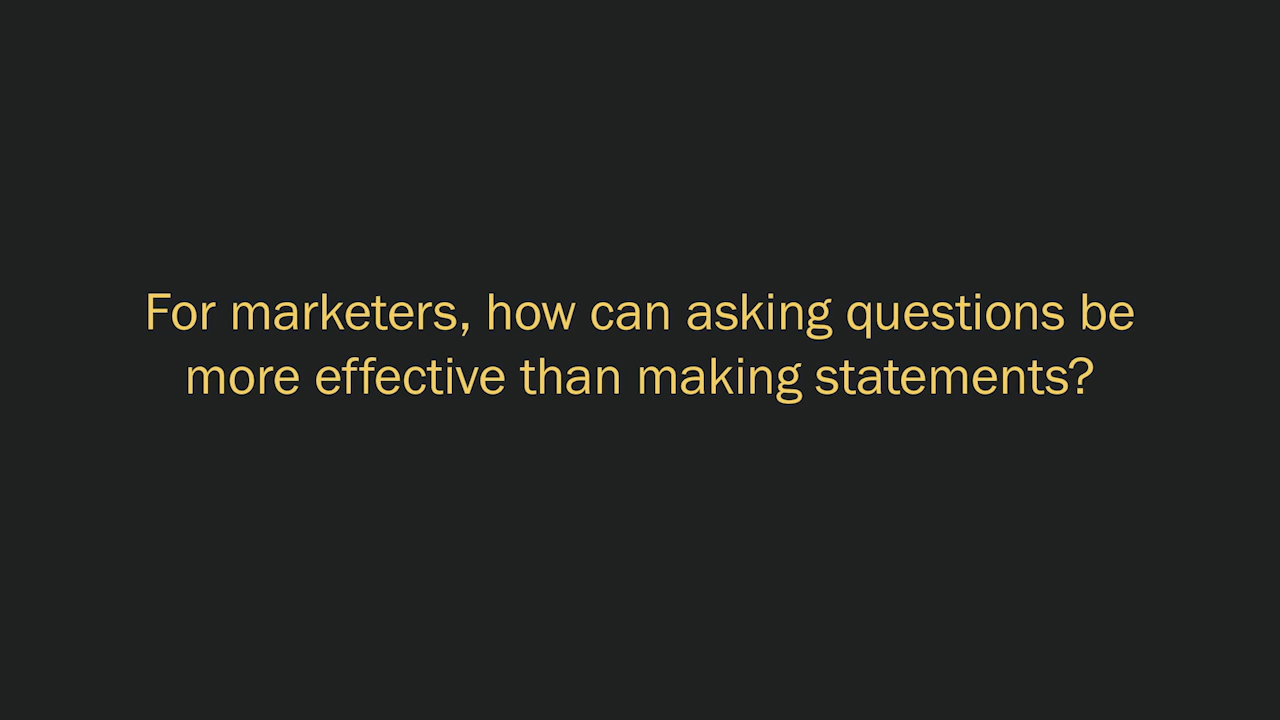 For marketers, how can asking questions be
more effective than making statements?